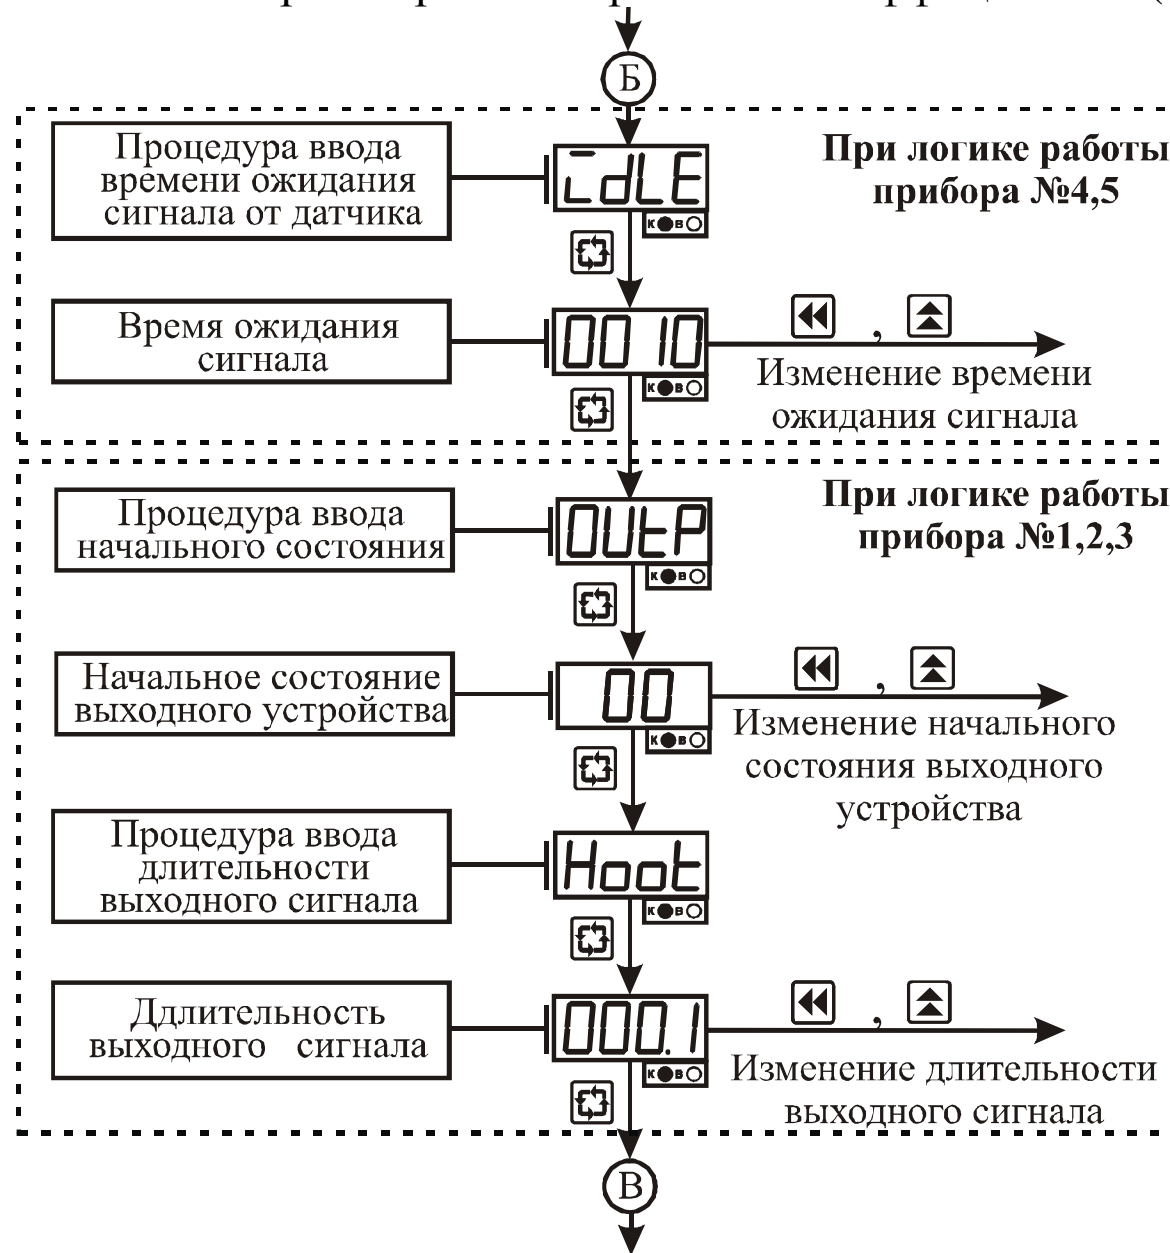 Б
Процедура ввода
времени ожидания
сигнала от датчика
idLE
При логике работы
прибора №4,5
К В
Время ожидания
сигнала
0010
,
К В
Изменение времени
ожидания сигнала
Процедура ввода
начального состояния
OUtP
При логике работы
прибора №1,2,3
К В
Начальное состояние
выходного устройства
00
,
К В
Изменение начального
состояния выходного
устройства
Процедура ввода
длительности
выходного сигнала
Hoot
К В
Ддлительность
выходного сигнала
000.1
,
К В
Изменение длительности
выходного сигнала
В